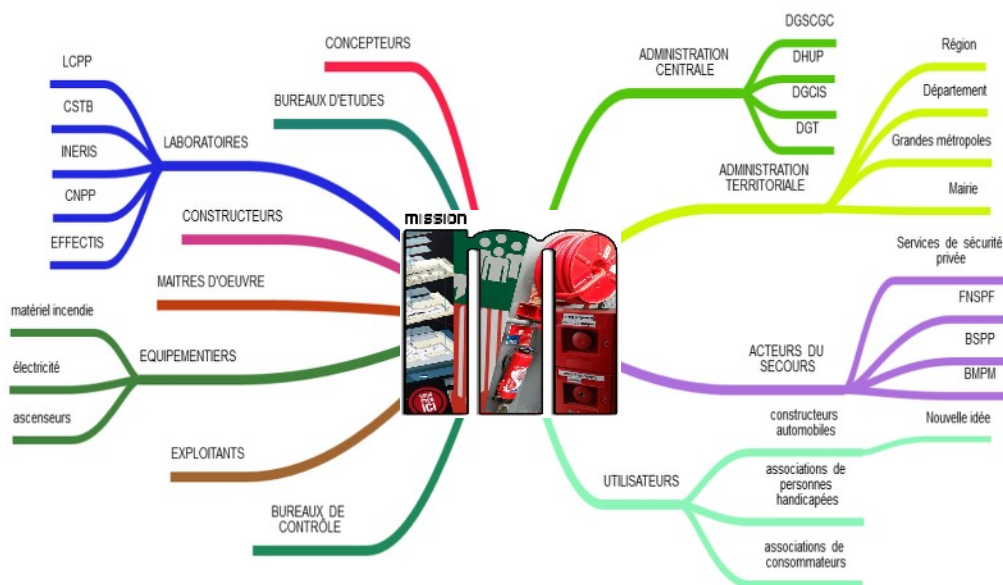 CONCEPTEURS
BUREAUX D'ETUDES
LCPP
CSTB
INERIS
CNPP
EFFECTIS
LABORATOIRES
CONSTRUCTEURS
MAITRES D'OEUVRE
matériel incendie
électricité
ascenseurs
EQUIPEMENTIERS
EXPLOITANTS
BUREAUX DE
CONTRÔLE
mission
ADMINISTRATION
CENTRALE
DGSCGC
DHUP
DGCIS
DGT
ADMINISTRATION
TERRITORIALE
Région
Département
Grandes métropoles
Mairie
ACTEURS DU
SECOURS
Services de sécurité
privée
FNSPF
BSPP
BMPM
UTILISATEURS
constructeurs
automobiles
Nouvelle idée
associations de
personnes
handicapées
associations de
consommateurs